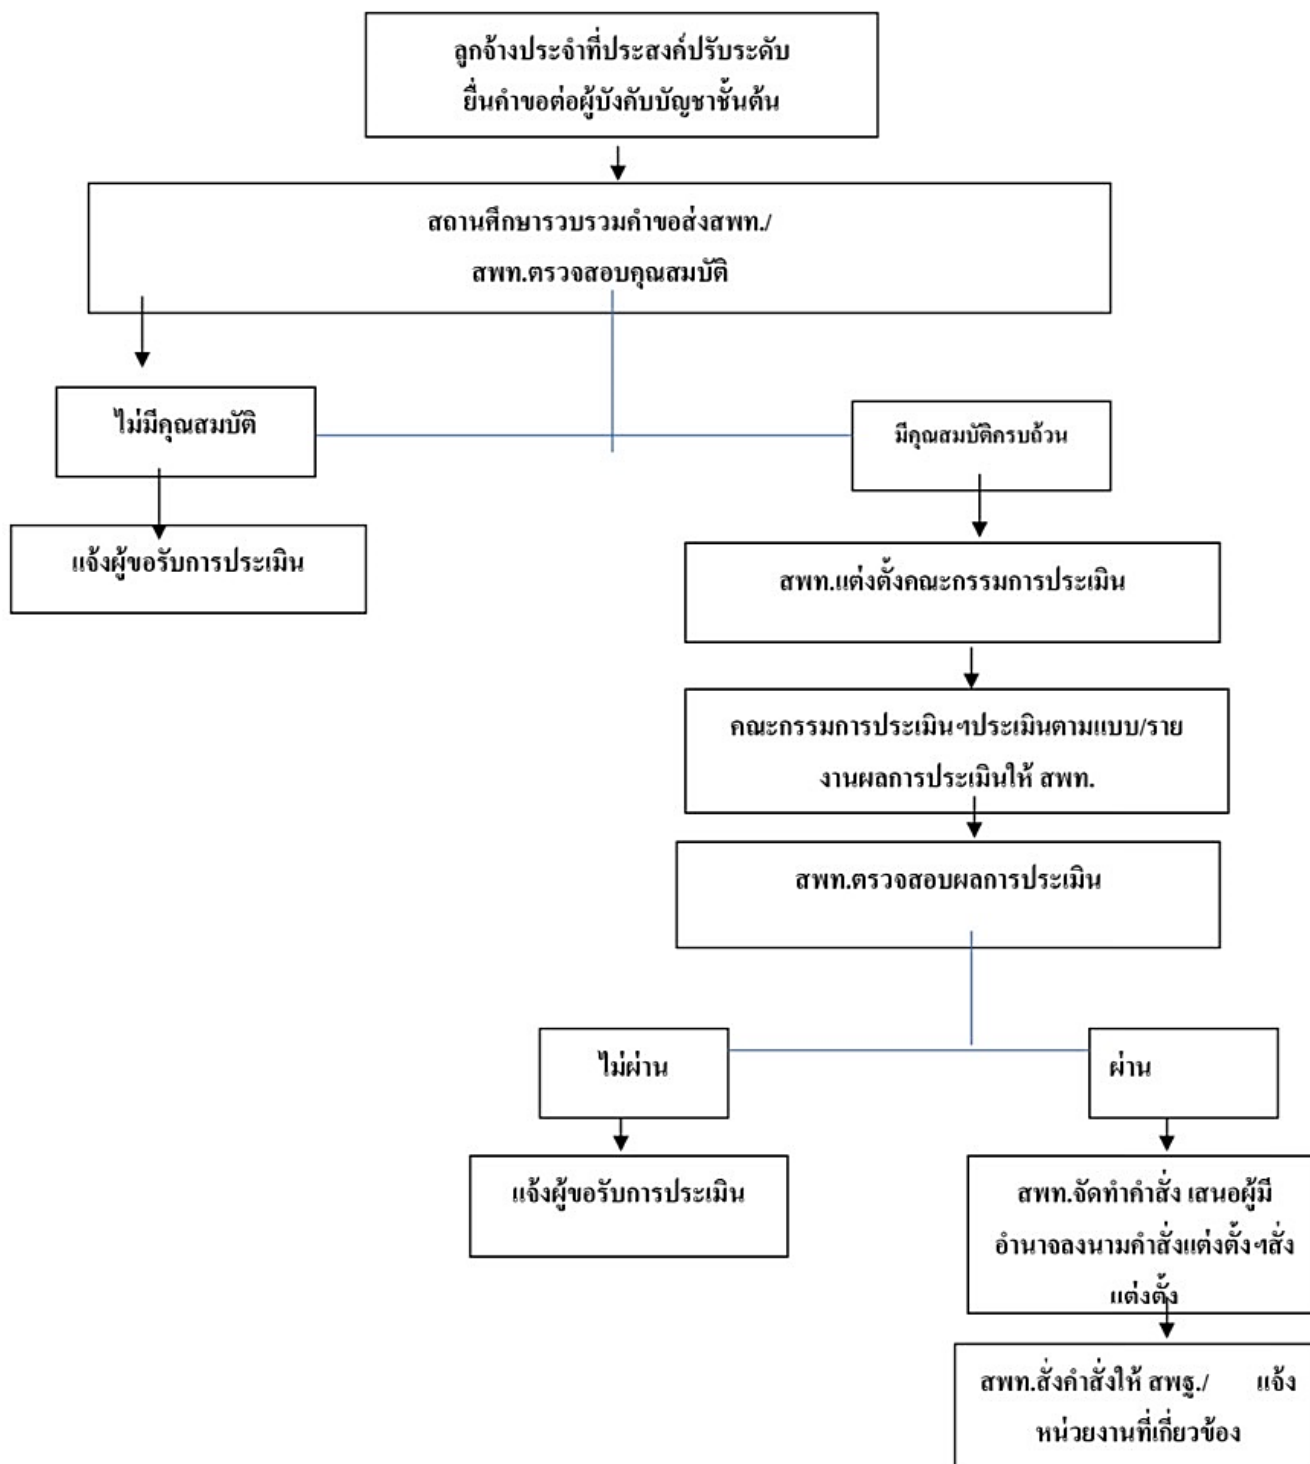 ลูกจ้างประจำที่ประสงค์ปรับระดับ
ยื่นคำขอต่อผู้บังคับบัญชาชั้นต้น
สถานศึกษารวบรวมคำขอส่งสพท./
สพท.ตรวจสอบคุณสมบัติ
ไม่มีคุณสมบัติ
มีคุณสมบัติครบถ้วน
แจ้งผู้ขอรับการประเมิน
สพท.แต่งตั้งคณะกรรมการประเมิน
คณะกรรมการประเมินฯประเมินตามแบบ/ราย
งานผลการประเมินให้ สพท.
สพท.ตรวจสอบผลการประเมิน
ไม่ผ่าน
ผ่าน
แจ้งผู้ขอรับการประเมิน
สพท.จัดทำคำสั่ง เสนอผู้มี
อำนาจลงนามคำสั่งแต่งตั้งฯสั่ง
แต่งตั้ง
สพท.สั่งคำสั่งให้ สพฐ./ แจ้ง
หน่วยงานที่เกี่ยวข้อง